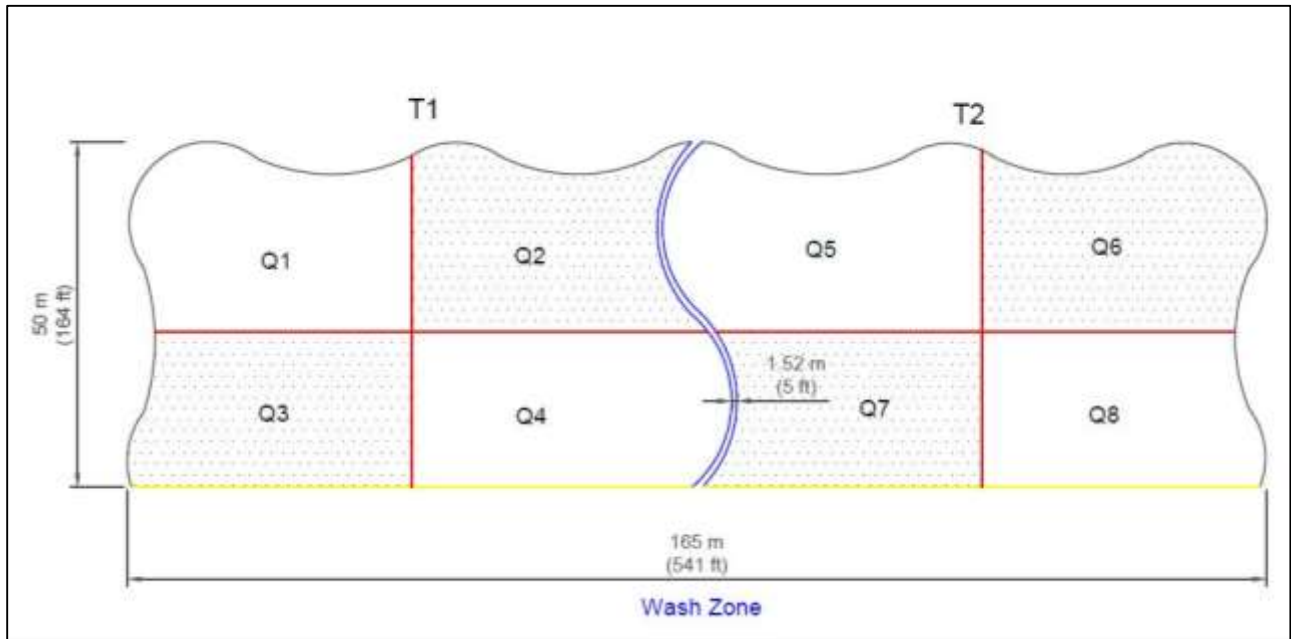 T1
T2
Q1
Q2
Q5
Q6
50 m
(164 ft)
1.52 m
(5 ft)
Q3
Q4
Q7
Q8
165 m
(541 ft)
Wash Zone